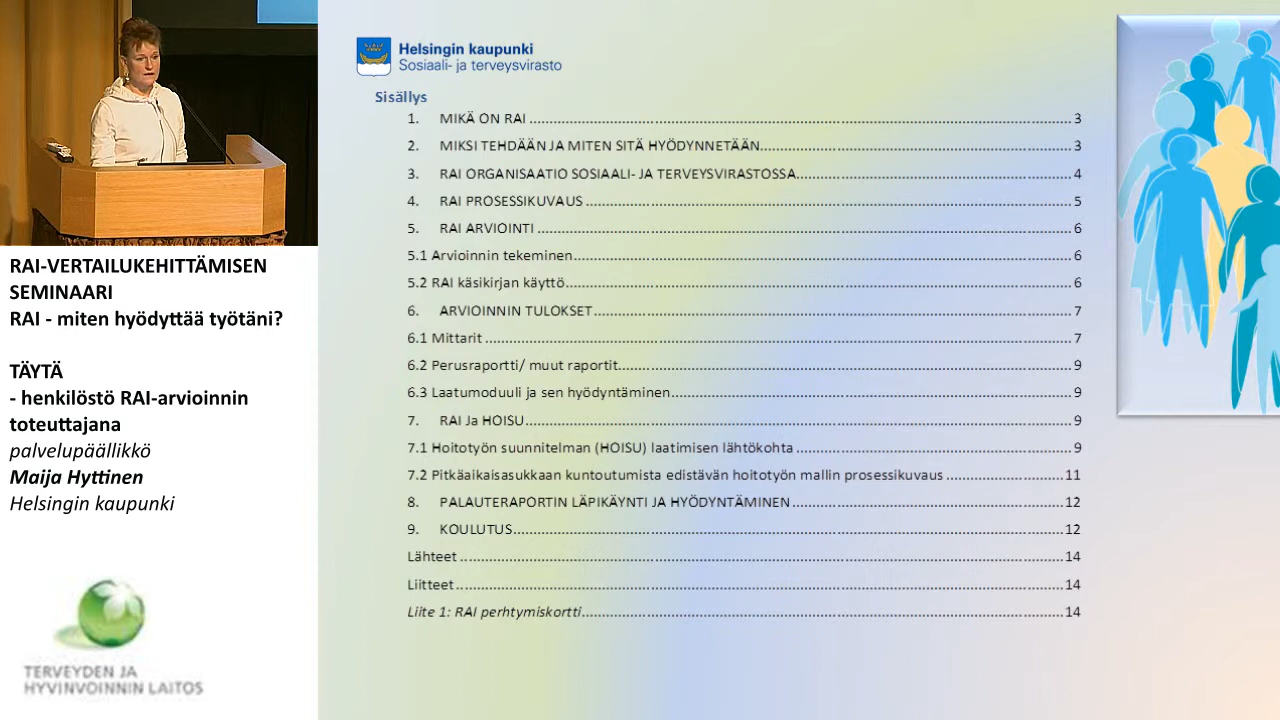 RAI-VERTAILUKEHITTÄMISEN
SEMINAARI
RAI - miten hyödyttää työtäni?
TÄYTÄ
- henkilöstö RAI-arvioinnin
toteuttajana
palvelupäällikkö
Maija Hyttinen
Helsingin kaupunki
TERVEYDEN JA
HYVINVOINNIN LAITOS
Helsingin kaupunki
Sosiaali- ja terveysvirasto
Sisällys
1. MIKÄ ON RAI ... 3
2. MIKSI TEHDÄÄN JA MITEN SITÄ HYÖDYNNETÄÄN ... 3
3. RAI ORGANISAATIO SOSIAALI- JA TERVEYSVIRASTOSSA ... 4
4. RAI PROSESSIKUVAUS ... 5
5. RAI ARVIOINTI ... 6
5.1 Arvioinnin tekeminen ... 6
5.2 RAI käsikirjan käyttö ... 6
6. ARVIOINNIN TULOKSET ... 7
6.1 Mittarit ... 7
6.2 Perusraportti/ muut raportit ... 9
6.3 Laatumoduuli ja sen hyödyntäminen ... 9
7. RAI Ja HOISU ... 9
7.1 Hoitotyön suunnitelman (HOISU) laatimisen lähtökohta ... 9
7.2 Pitkäaikaisasukkaan kuntoutumista edistävän hoitotyön mallin prosessikuvaus ... 11
8. PALAUTERAPORTIN LÄPIKÄYNTI JA HYÖDYNTÄMINEN ... 12
9. KOULUTUS ... 12
Lähteet ... 14
Liitteet ... 14
Liite 1: RAI perhtymiskortti ... 14